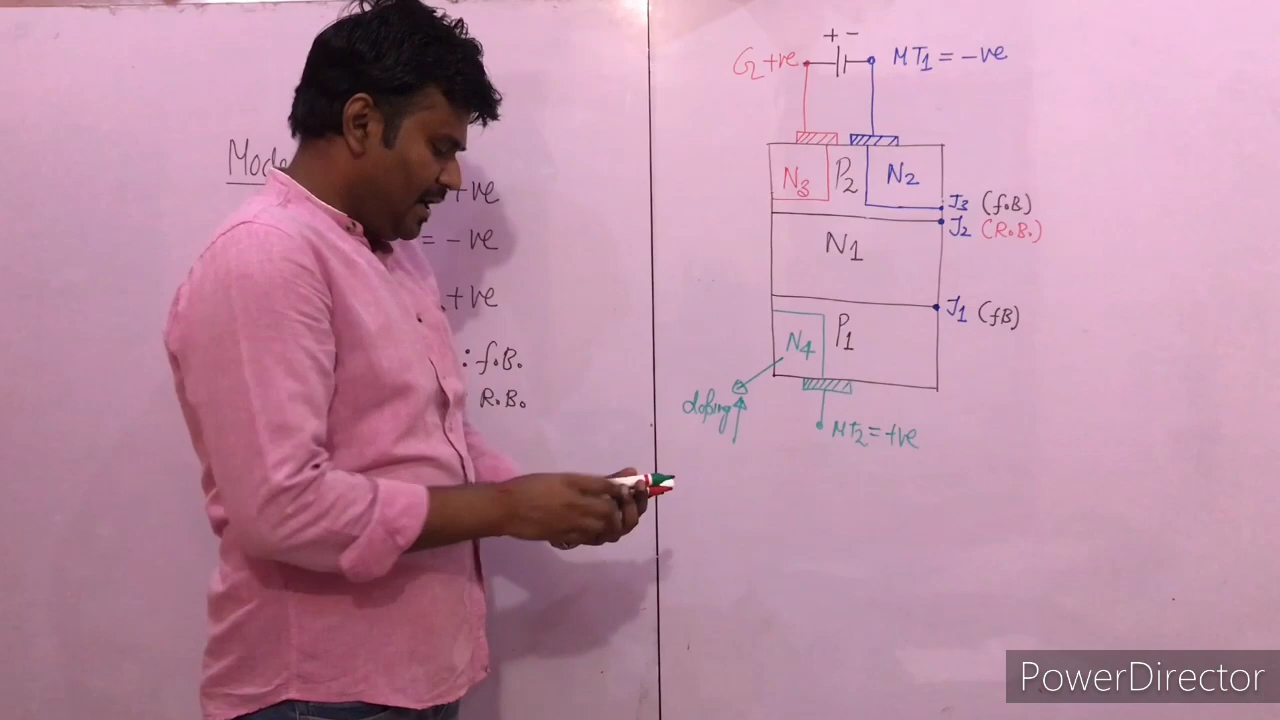 + -
G2 +ve
MT1 = -ve
N3
P2
N2
J3 (f.B)
J2 (R.B.)
N1
J1 (fB)
P1
N4
doping
MT2 = +ve
+ve
= -ve
+ve
: f.B.
R.B.
PowerDirector